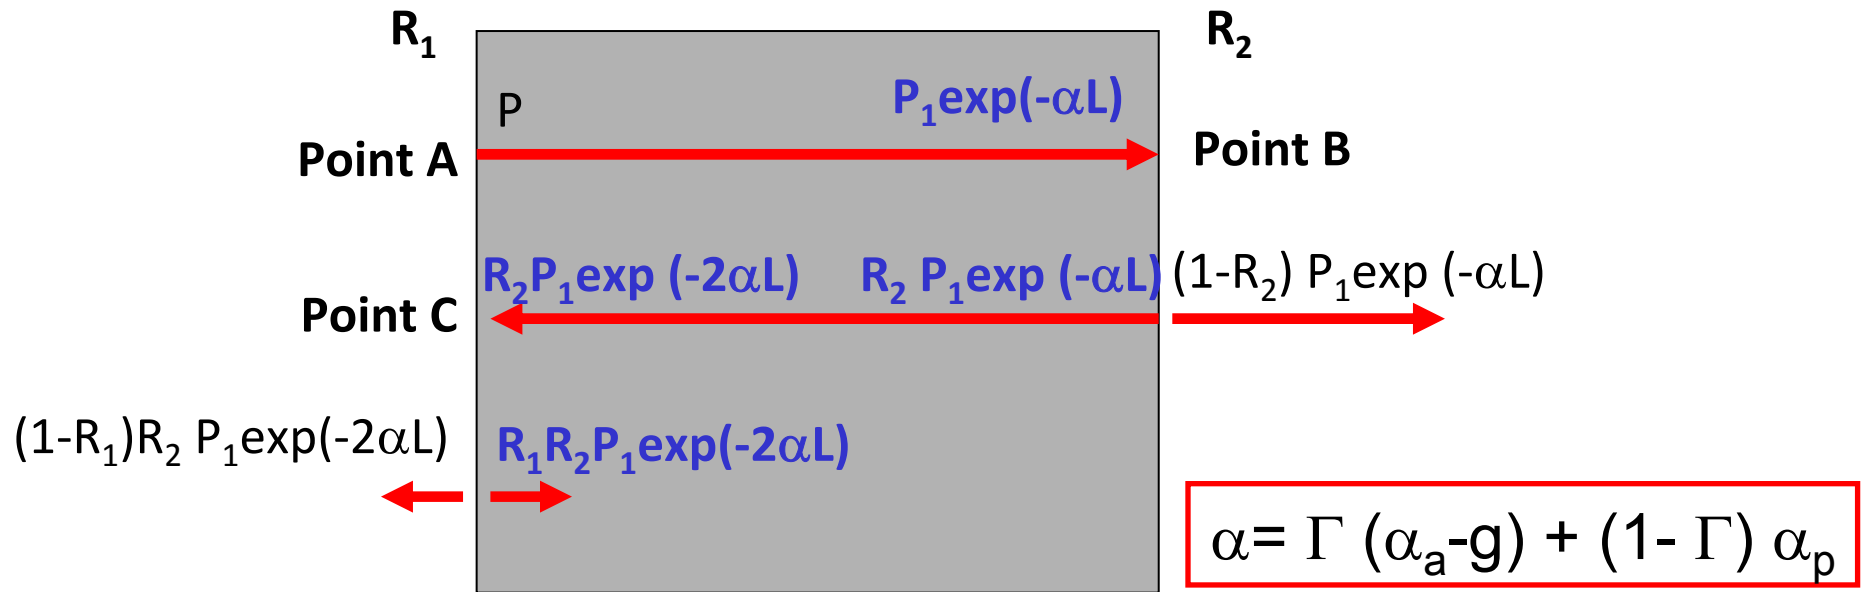 R₁
R₂
P
P₁exp(-αL)
Point A
Point B
R₂P₁exp (-2αL)
R₂ P₁exp (-αL)
(1-R₂) P₁exp (-αL)
Point C
(1-R₁)R₂ P₁exp(-2αL)
R₁R₂P₁exp(-2αL)
α= Γ (αₐ-g) + (1- Γ) αₚ